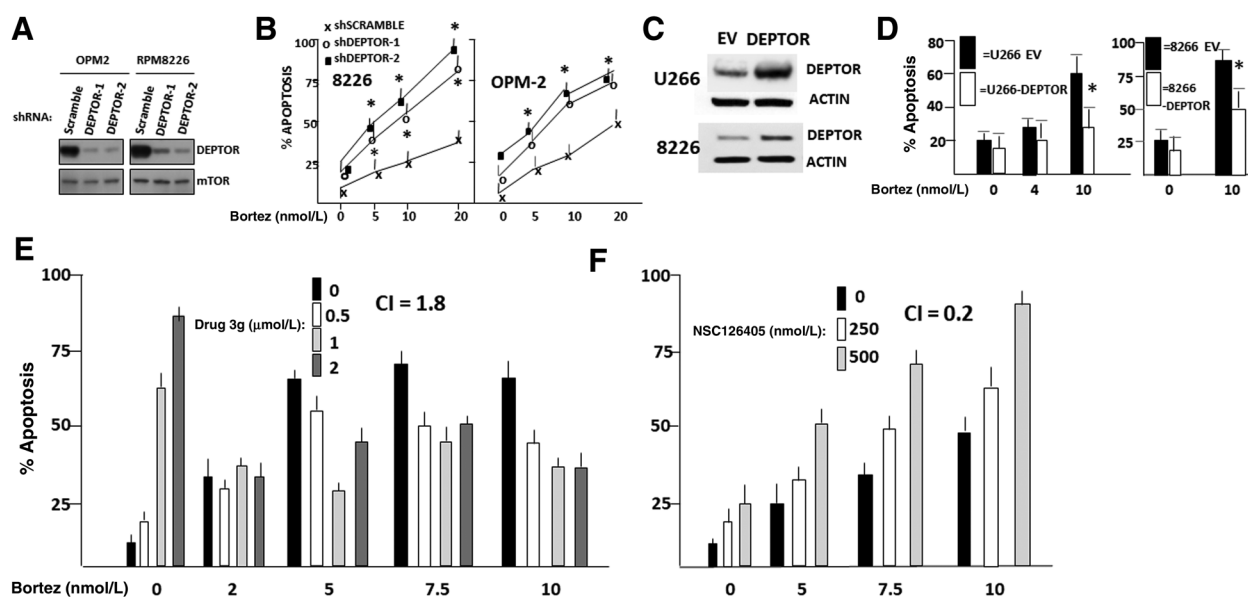 A
OPM2 RPM8226
shRNA: Scramble DEPTOR-1 DEPTOR-2 Scramble DEPTOR-1 DEPTOR-2
DEPTOR
mTOR
B
x shSCRAMBLE
o shDEPTOR-1
■ shDEPTOR-2
% APOPTOSIS
100
75
50
25
8226
OPM-2
* * * * * * * * *
Bortez (nmol/L) 0 5 10 20 0 5 10 20
C
EV DEPTOR
U266 DEPTOR
ACTIN
8226 DEPTOR
ACTIN
D
% Apoptosis
80
60
40
20
=U266 EV
=U266-DEPTOR
*
100
75
50
25
=8266 EV
=8266
-DEPTOR
*
Bortez (nmol/L) 0 4 10 0 10
E
% Apoptosis
100
75
50
25
Drug 3g (μmol/L):
0
0.5
1
2
CI = 1.8
Bortez (nmol/L) 0 2 5 7.5 10
F
% Apoptosis
100
75
50
25
NSC126405 (nmol/L):
0
250
500
CI = 0.2
0 5 7.5 10